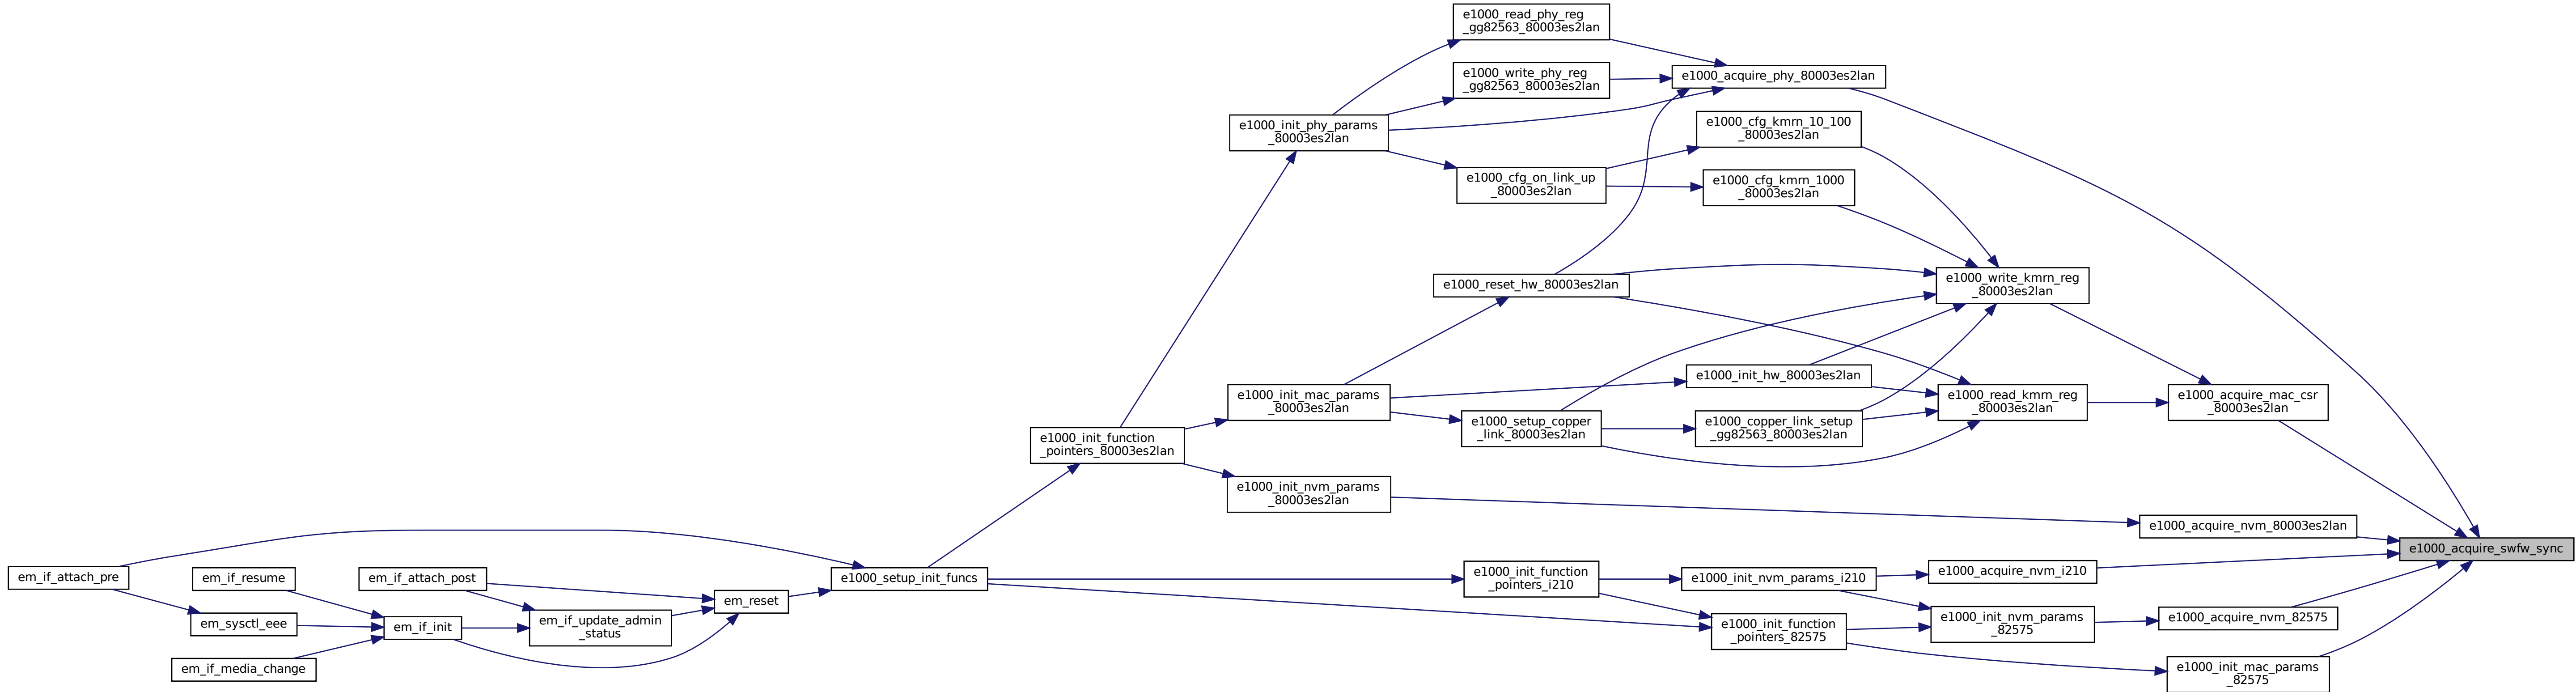 e1000_read_phy_reg
_gg82563_80003es2lan
e1000_write_phy_reg
_gg82563_80003es2lan
e1000_acquire_phy_80003es2lan
e1000_init_phy_params
_80003es2lan
e1000_cfg_kmrn_10_100
_80003es2lan
e1000_cfg_on_link_up
_80003es2lan
e1000_cfg_kmrn_1000
_80003es2lan
e1000_reset_hw_80003es2lan
e1000_write_kmrn_reg
_80003es2lan
e1000_init_hw_80003es2lan
e1000_init_mac_params
_80003es2lan
e1000_read_kmrn_reg
_80003es2lan
e1000_acquire_mac_csr
_80003es2lan
e1000_setup_copper
_link_80003es2lan
e1000_copper_link_setup
_gg82563_80003es2lan
e1000_init_function
_pointers_80003es2lan
e1000_init_nvm_params
_80003es2lan
e1000_acquire_nvm_80003es2lan
e1000_acquire_swfw_sync
em_if_attach_pre
em_if_resume
em_if_attach_post
e1000_setup_init_funcs
e1000_init_function
_pointers_i210
e1000_init_nvm_params_i210
e1000_acquire_nvm_i210
em_reset
em_sysctl_eee
em_if_init
em_if_update_admin
_status
e1000_init_function
_pointers_82575
e1000_init_nvm_params
_82575
e1000_acquire_nvm_82575
em_if_media_change
e1000_init_mac_params
_82575